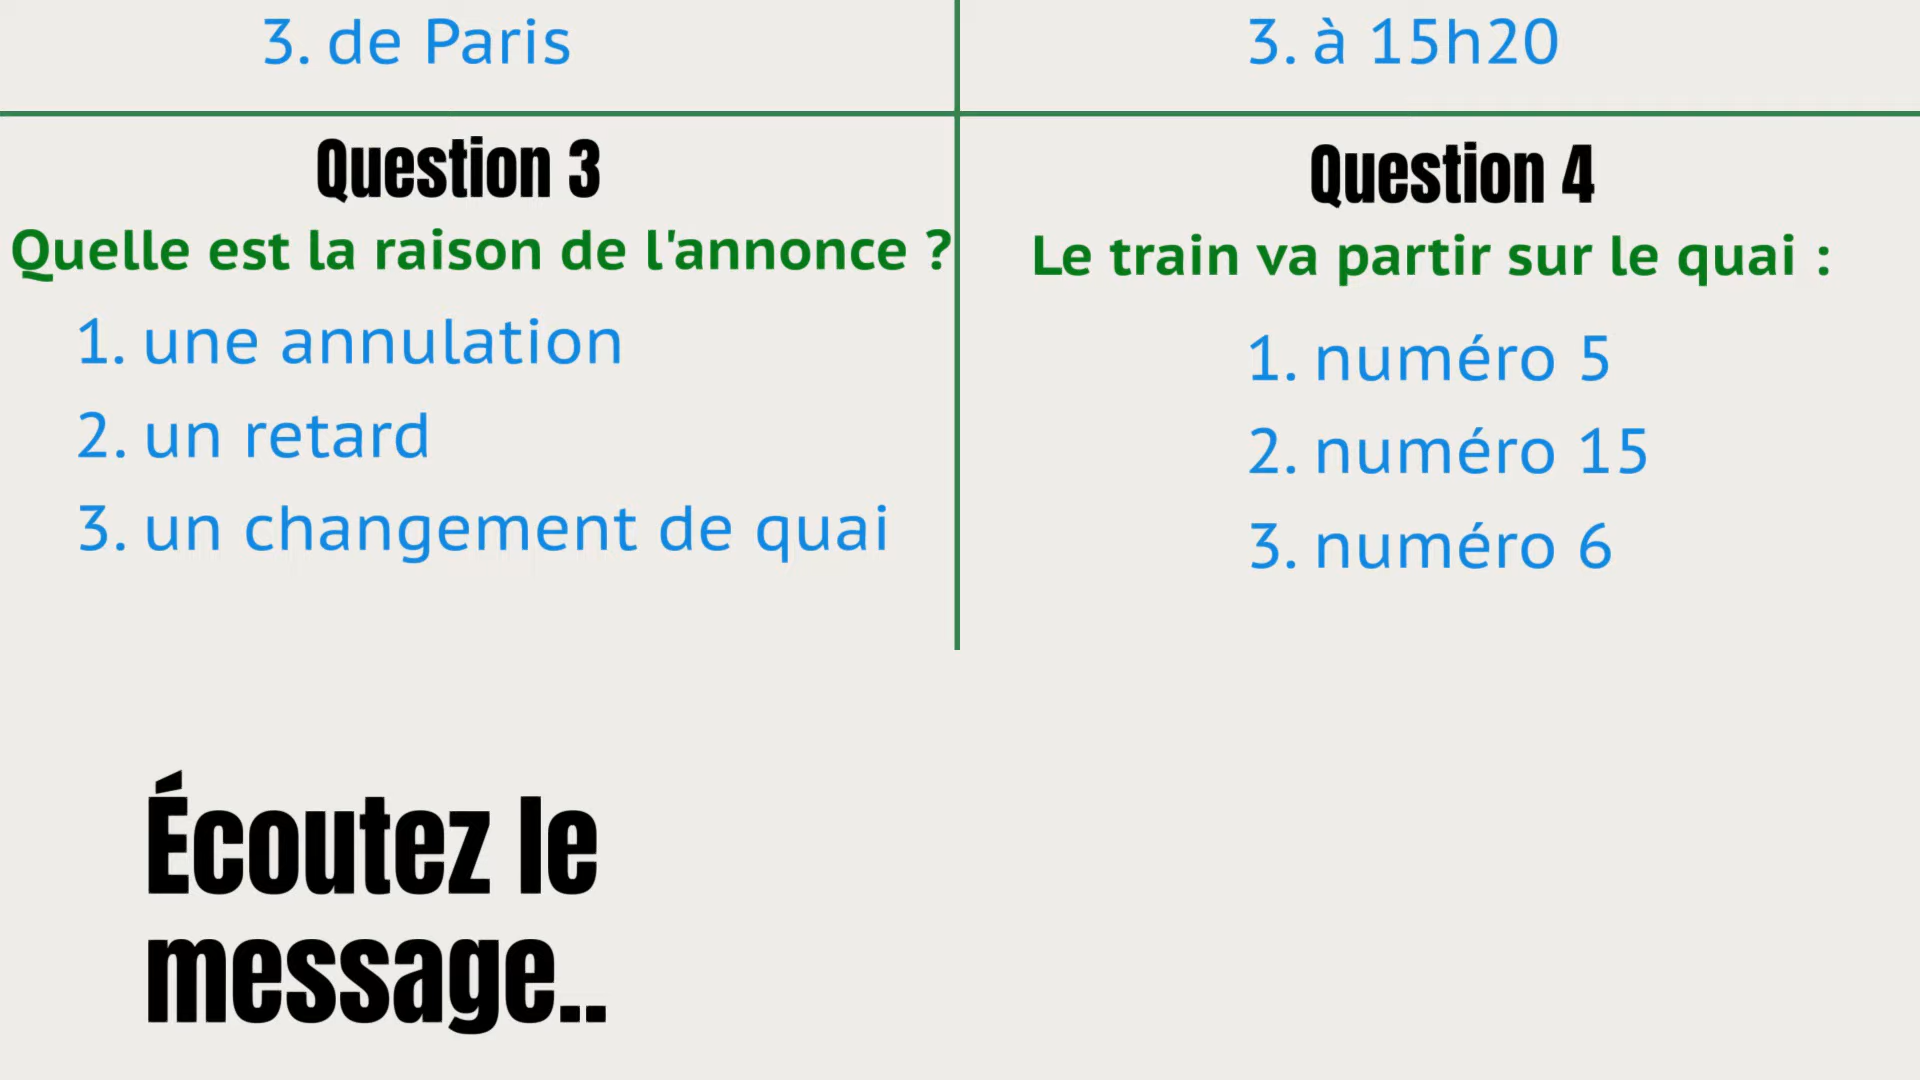 3. de Paris
3. à 15h20
Question 3
Quelle est la raison de l'annonce ?
1. une annulation
2. un retard
3. un changement de quai
Question 4
Le train va partir sur le quai :
1. numéro 5
2. numéro 15
3. numéro 6
Écoutez le
message..